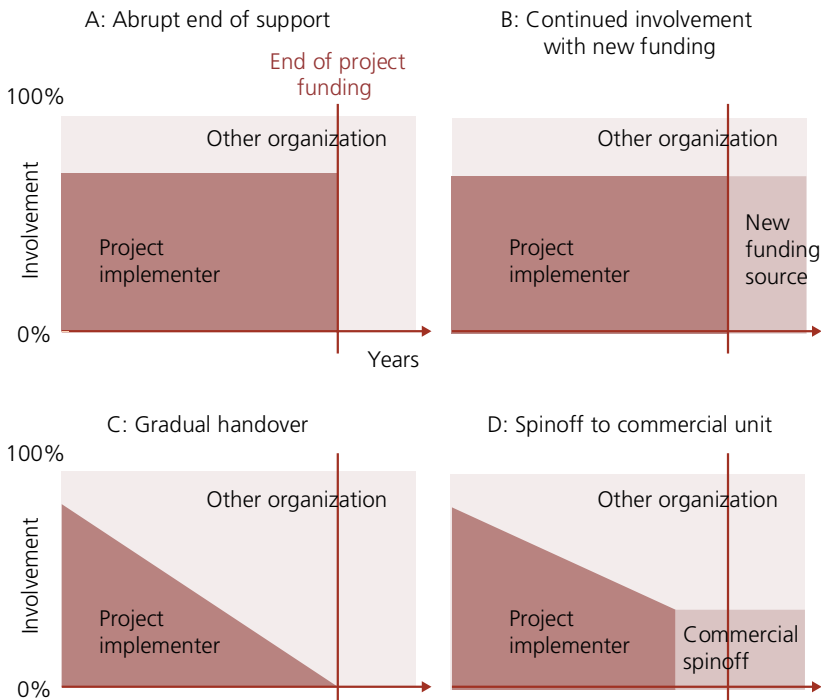 A: Abrupt end of support
End of project
funding
100%
Other organization
Involvement
Project
implementer
0%
Years
B: Continued involvement
with new funding
Other organization
Project
implementer
New
funding
source
C: Gradual handover
100%
Other organization
Involvement
Project
implementer
0%
D: Spinoff to commercial unit
Other organization
Project
implementer
Commercial
spinoff